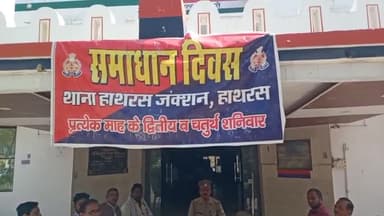 समाधान दिवस
थाना हाथरस जंक्शन, हाथरस
प्रत्येक माह के द्वितीय व चतुर्थ शनिवार